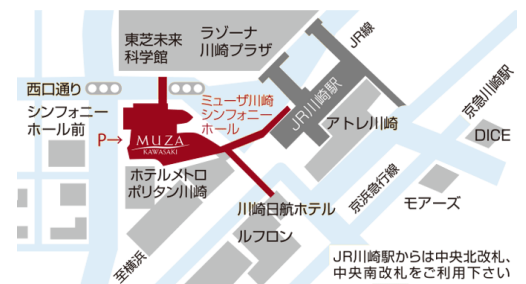 東芝未来
科学館
ラゾーナ
川崎プラザ
JR線
西口通り
シンフォニー
ホール前
P→
MUZA
KAWASAKI
ミューザ川崎
シンフォニー
ホール
JR川崎駅
アトレ川崎
京急川崎駅
DICE
ホテルメトロ
ポリタン川崎
川崎日航ホテル
ルフロン
京浜急行線
モアーズ
至横浜
JR川崎駅からは中央北改札、
中央南改札をご利用下さい